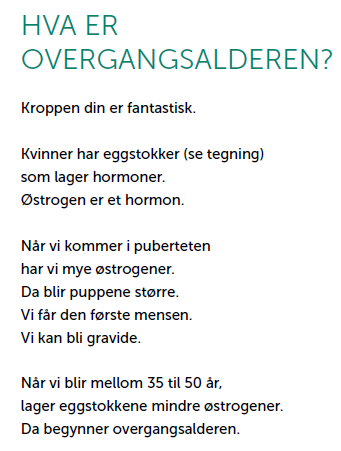 HVA ER
OVERGANGSALDEREN?
Kroppen din er fantastisk.
Kvinner har eggstokker (se tegning)
som lager hormoner.
Østrogen er et hormon.
Når vi kommer i puberteten
har vi mye østrogener.
Da blir puppene større.
Vi får den første mensen.
Vi kan bli gravide.
Når vi blir mellom 35 til 50 år,
lager eggstokkene mindre østrogener.
Da begynner overgangsalderen.